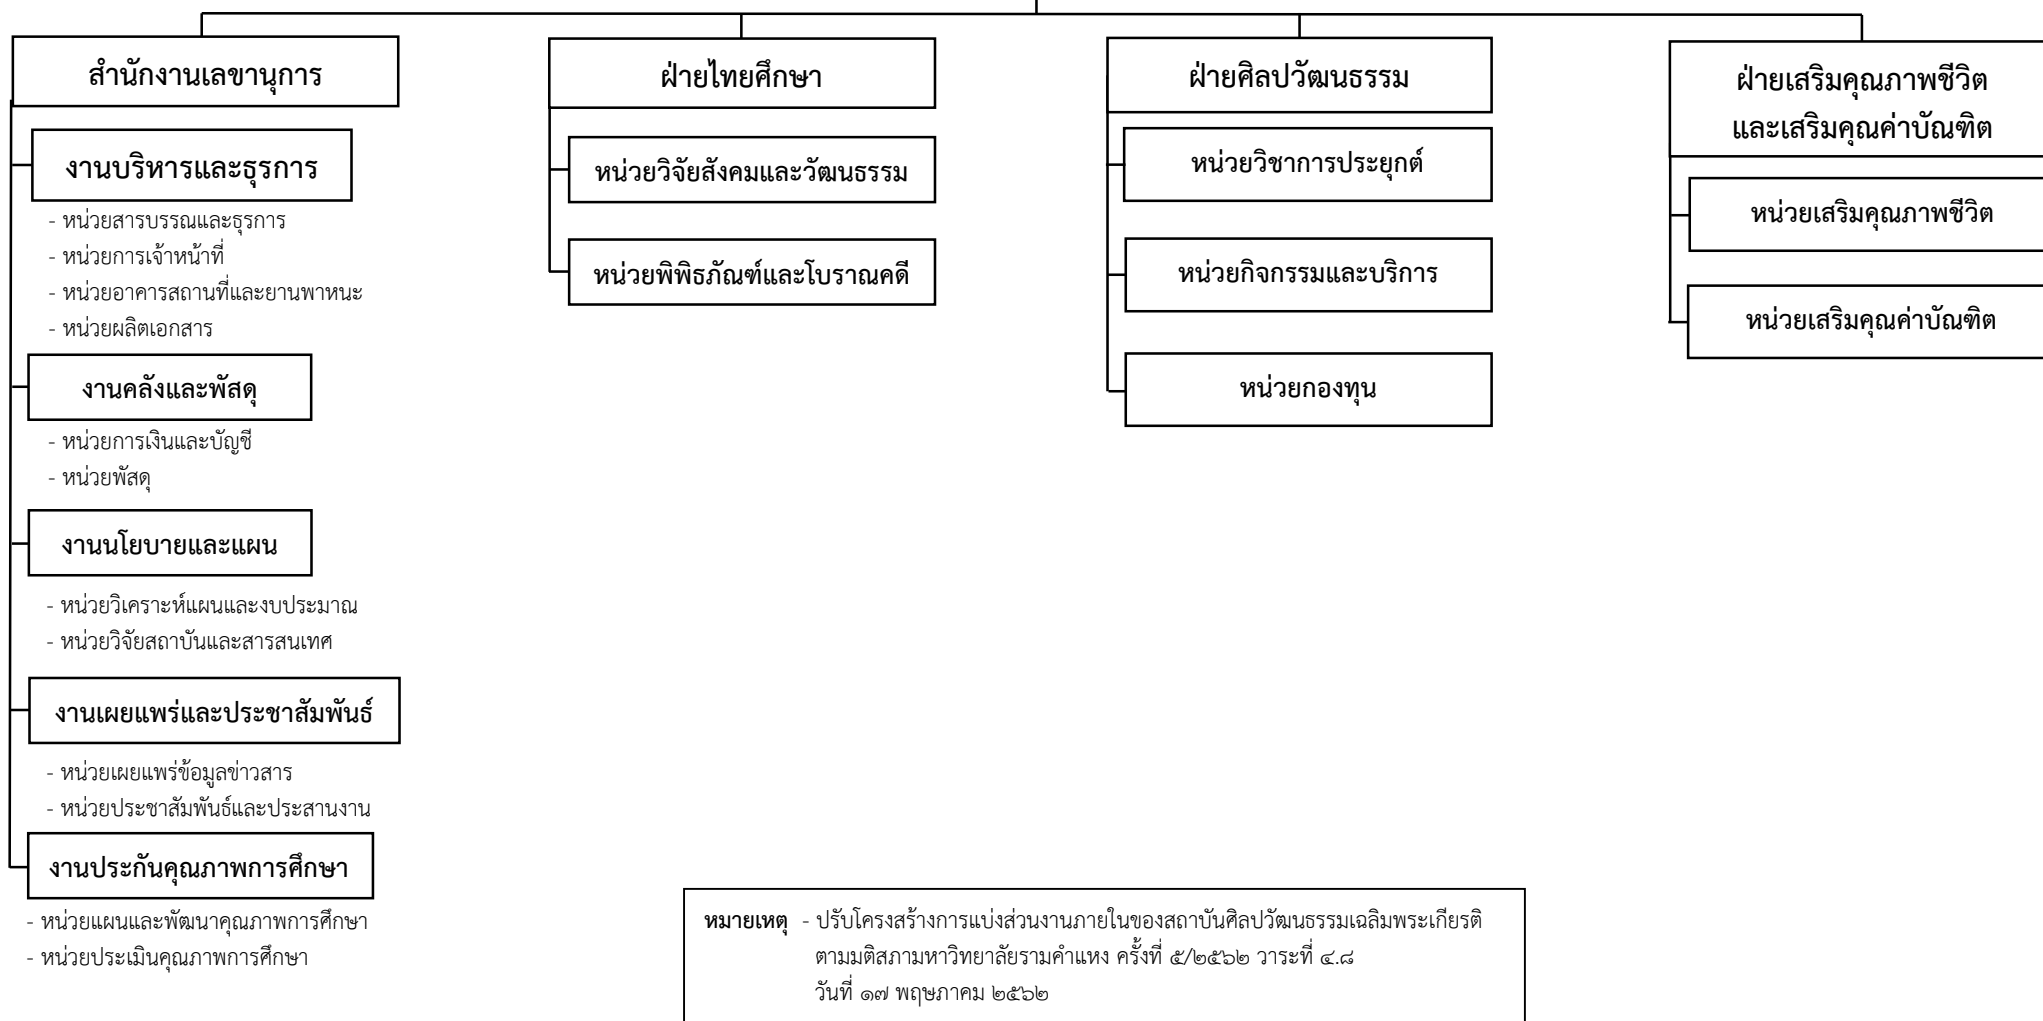 สำนักงานเลขานุการ
งานบริหารและธุรการ
- หน่วยสารบรรณและธุรการ
- หน่วยการเจ้าหน้าที่
- หน่วยอาคารสถานที่และยานพาหนะ
- หน่วยผลิตเอกสาร
งานคลังและพัสดุ
- หน่วยการเงินและบัญชี
- หน่วยพัสดุ
งานนโยบายและแผน
- หน่วยวิเคราะห์แผนและงบประมาณ
- หน่วยวิจัยสถาบันและสารสนเทศ
งานเผยแพร่และประชาสัมพันธ์
- หน่วยเผยแพร่ข้อมูลข่าวสาร
- หน่วยประชาสัมพันธ์และประสานงาน
งานประกันคุณภาพการศึกษา
- หน่วยแผนและพัฒนาคุณภาพการศึกษา
- หน่วยประเมินคุณภาพการศึกษา
ฝ่ายไทยศึกษา
หน่วยวิจัยสังคมและวัฒนธรรม
หน่วยพิพิธภัณฑ์และโบราณคดี
ฝ่ายศิลปวัฒนธรรม
หน่วยวิชาการประยุกต์
หน่วยกิจกรรมและบริการ
หน่วยกองทุน
ฝ่ายเสริมคุณภาพชีวิต
และเสริมคุณค่าบัณฑิต
หน่วยเสริมคุณภาพชีวิต
หน่วยเสริมคุณค่าบัณฑิต
หมายเหตุ - ปรับโครงสร้างการแบ่งส่วนงานภายในของสถาบันศิลปวัฒนธรรมเฉลิมพระเกียรติ
ตามมติสภามหาวิทยาลัยรามคำแหง ครั้งที่ ๕/๒๕๖๒ วาระที่ ๔.๘
วันที่ ๑๗ พฤษภาคม ๒๕๖๒